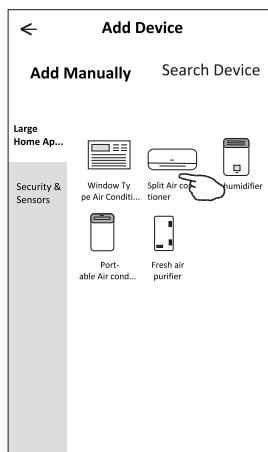 Add Device
Add Manually
Search Device
Large
Home Ap...
Security &
Sensors
Window Ty
pe Air Conditi...
Split Air con
tioner
humidifier
Port-
able Air cond...
Fresh air
purifier